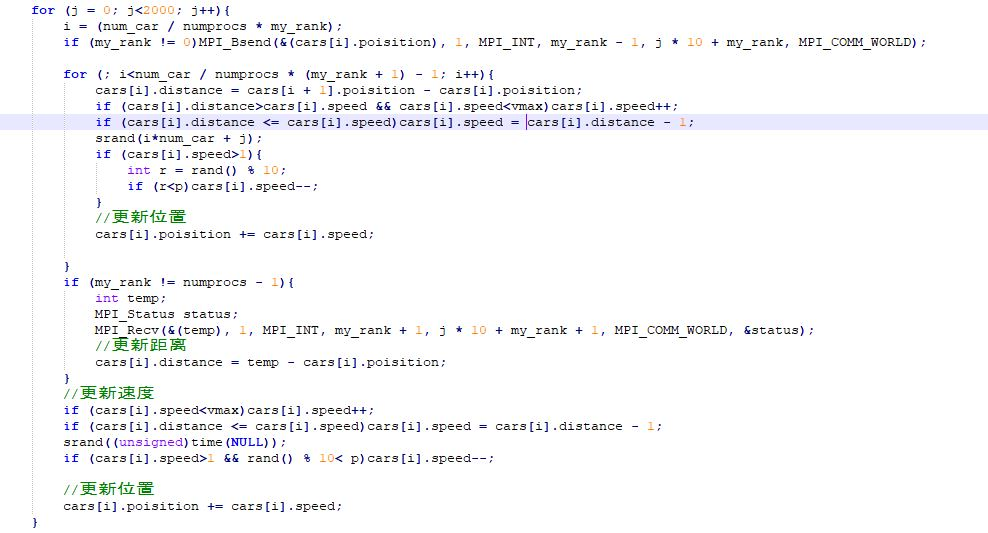 for (j = 0; j<2000; j++){
i = (num_car / numprocs * my_rank);
if (my_rank != 0)MPI_Bsend(&(cars[i].poisition), 1, MPI_INT, my_rank - 1, j * 10 + my_rank, MPI_COMM_WORLD);
for (; i<num_car / numprocs * (my_rank + 1) - 1; i++){
cars[i].distance = cars[i + 1].poisition - cars[i].poisition;
if (cars[i].distance>cars[i].speed && cars[i].speed<vmax)cars[i].speed++;
if (cars[i].distance <= cars[i].speed)cars[i].speed = cars[i].distance - 1;
srand(i*num_car + j);
if (cars[i].speed>1){
int r = rand() % 10;
if (r<p)cars[i].speed--;
}
//更新位置
cars[i].poisition += cars[i].speed;
}
if (my_rank != numprocs - 1){
int temp;
MPI_Status status;
MPI_Recv(&(temp), 1, MPI_INT, my_rank + 1, j * 10 + my_rank + 1, MPI_COMM_WORLD, &status);
//更新距离
cars[i].distance = temp - cars[i].poisition;
}
//更新速度
if (cars[i].speed<vmax)cars[i].speed++;
if (cars[i].distance <= cars[i].speed)cars[i].speed = cars[i].distance - 1;
srand((unsigned)time(NULL));
if (cars[i].speed>1 && rand() % 10< p)cars[i].speed--;
//更新位置
cars[i].poisition += cars[i].speed;
}